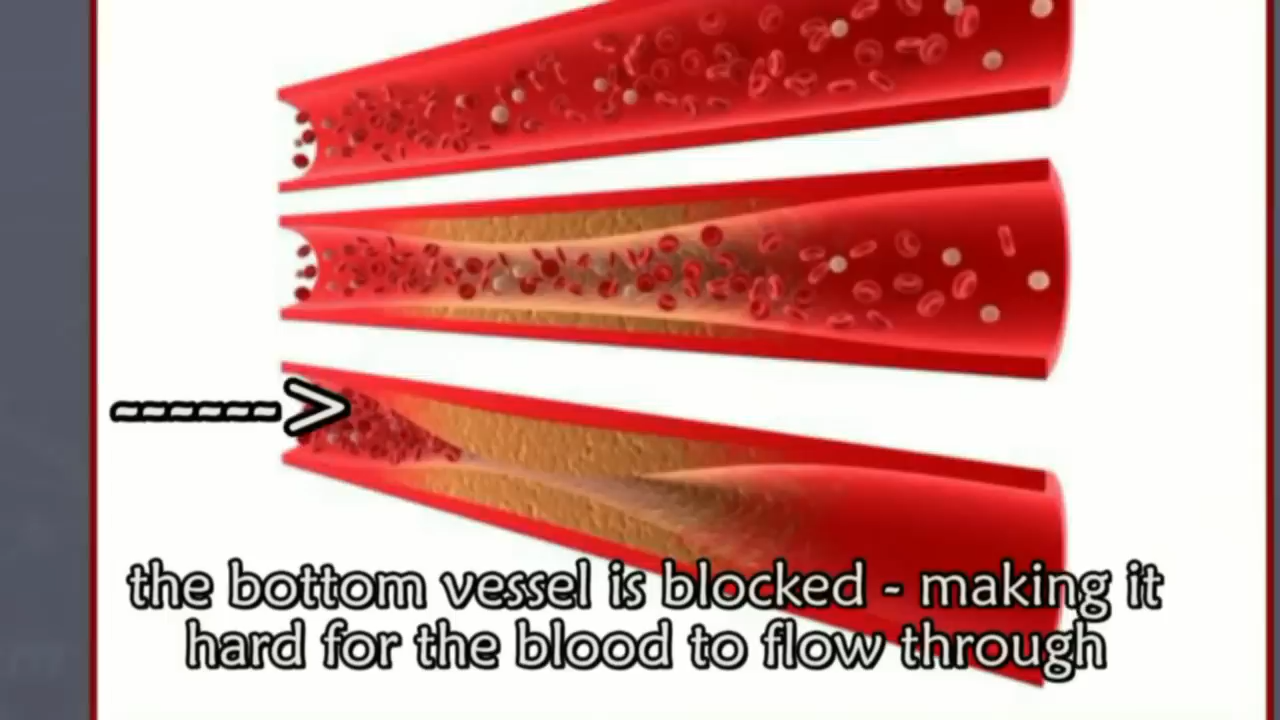 the bottom vessel is blocked - making it
hard for the blood to flow through